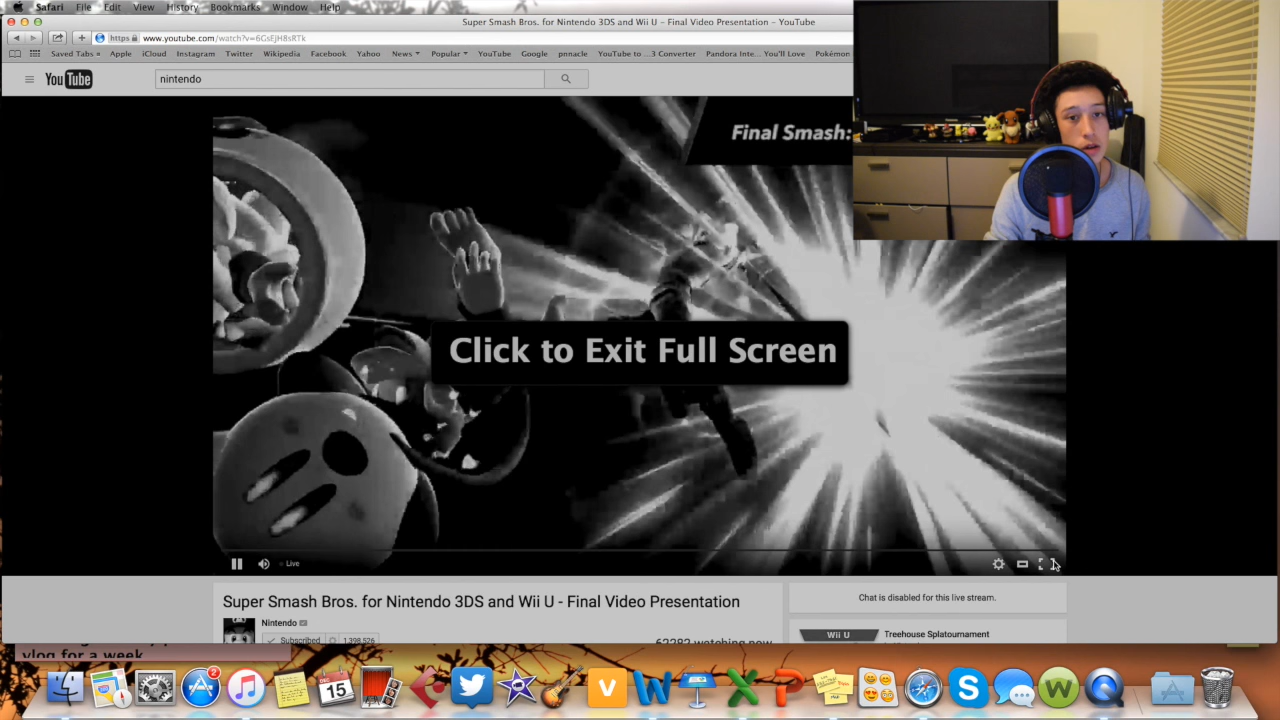 Safari File Edit View History Bookmarks Window Help
Super Smash Bros. for Nintendo 3DS and Wii U - Final Video Presentation - YouTube
https www.youtube.com/watch?v=6GsEjH8sRTk
Saved Tabs Apple iCloud Instagram Twitter Wikipedia Facebook Yahoo News Popular YouTube Google pnnacle YouTube to ...3 Converter Pandora Inte... You'll Love Pokémon
YouTube
nintendo
Final Smash:
Click to Exit Full Screen
Live
Super Smash Bros. for Nintendo 3DS and Wii U - Final Video Presentation
Chat is disabled for this live stream.
Nintendo
Subscribed 1,398,526
62282 watching now
Wii U
Treehouse Splatournament
vlog for a week
2
DEC
15